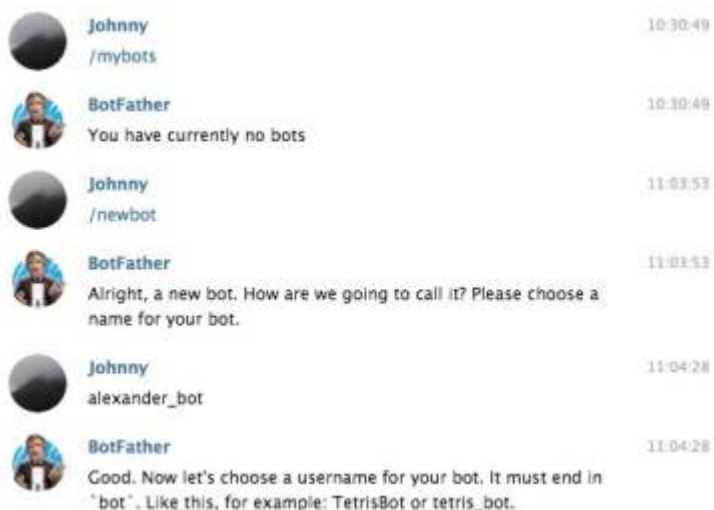 Johnny 10:30:49
/mybots
BotFather 10:30:49
You have currently no bots
Johnny 11:03:53
/newbot
BotFather 11:03:53
Alright, a new bot. How are we going to call it? Please choose a
name for your bot.
Johnny 11:04:28
alexander_bot
BotFather 11:04:28
Good. Now let's choose a username for your bot. It must end in
`bot`. Like this, for example: TetrisBot or tetris_bot.